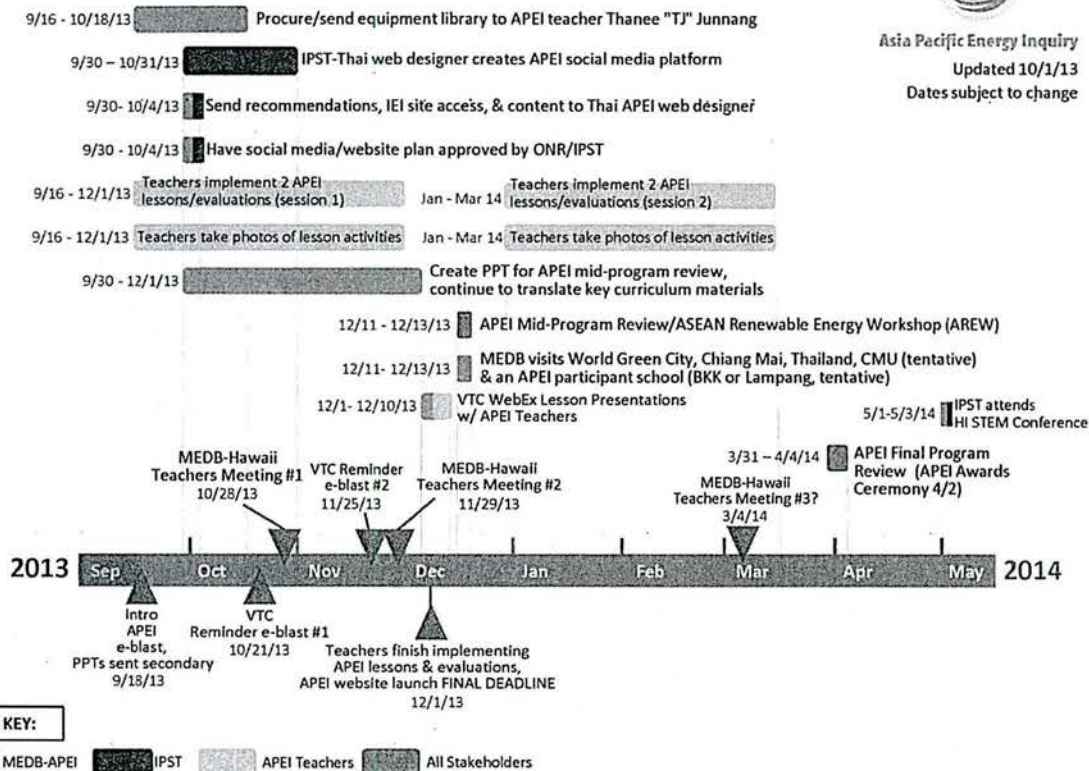 9/16 - 10/18/13 Procure/send equipment library to APEI teacher Thanee "TJ" Junnang
Asia Pacific Energy Inquiry
Updated 10/1/13
Dates subject to change
9/30 – 10/31/13 IPST-Thai web designer creates APEI social media platform
9/30- 10/4/13 Send recommendations, IEI site access, & content to Thai APEI web designer
9/30 - 10/4/13 Have social media/website plan approved by ONR/IPST
9/16 - 12/1/13 Teachers implement 2 APEI
lessons/evaluations (session 1)
Jan - Mar 14 Teachers implement 2 APEI
lessons/evaluations (session 2)
9/16 - 12/1/13 Teachers take photos of lesson activities
Jan - Mar 14 Teachers take photos of lesson activities
9/30 - 12/1/13 Create PPT for APEI mid-program review,
continue to translate key curriculum materials
12/11 - 12/13/13 APEI Mid-Program Review/ASEAN Renewable Energy Workshop (AREW)
12/11- 12/13/13 MEDB visits World Green City, Chiang Mai, Thailand, CMU (tentative)
& an APEI participant school (BKK or Lampang, tentative)
12/1- 12/10/13 VTC WebEx Lesson Presentations
w/ APEI Teachers
5/1-5/3/14 IPST attends
HI STEM Conference
3/31 – 4/4/14 APEI Final Program
Review (APEI Awards
Ceremony 4/2)
MEDB-Hawaii
Teachers Meeting #1
10/28/13
VTC Reminder
e-blast #2
11/25/13
MEDB-Hawaii
Teachers Meeting #2
11/29/13
MEDB-Hawaii
Teachers Meeting #3?
3/4/14
2013 Sep Oct Nov Dec Jan Feb Mar Apr May 2014
Intro
APEI
e-blast,
PPTs sent secondary
9/18/13
VTC
Reminder e-blast #1
10/21/13
Teachers finish implementing
APEI lessons & evaluations,
APEI website launch FINAL DEADLINE
12/1/13
KEY:
MEDB-APEI IPST APEI Teachers All Stakeholders